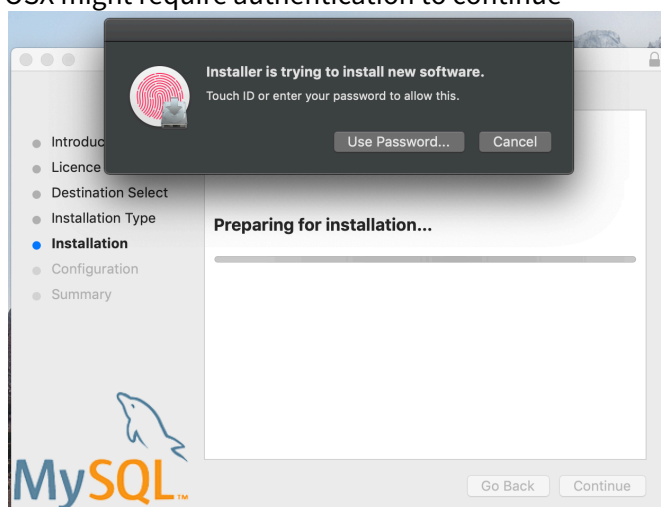 OSX might require authentication to continue
Installer is trying to install new software.
Touch ID or enter your password to allow this.
Use Password... Cancel
Introduc
Licence
Destination Select
Installation Type
Installation
Configuration
Summary
Preparing for installation...
MySQL™
Go Back Continue